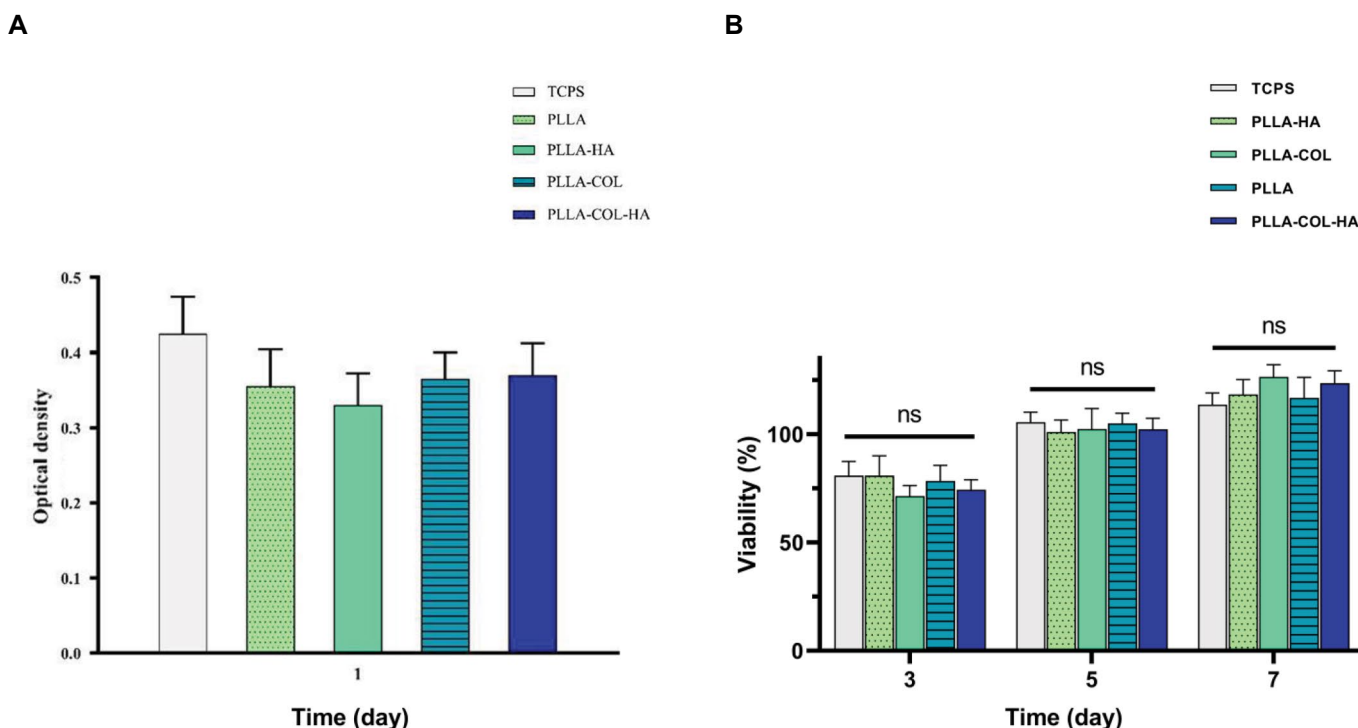 A
TCPS
PLLA
PLLA-HA
PLLA-COL
PLLA-COL-HA
0.5
0.4
0.3
0.2
0.1
0.0
Optical density
1
Time (day)
B
TCPS
PLLA-HA
PLLA-COL
PLLA
PLLA-COL-HA
ns
ns
ns
100
50
0
Viability (%)
3
5
7
Time (day)